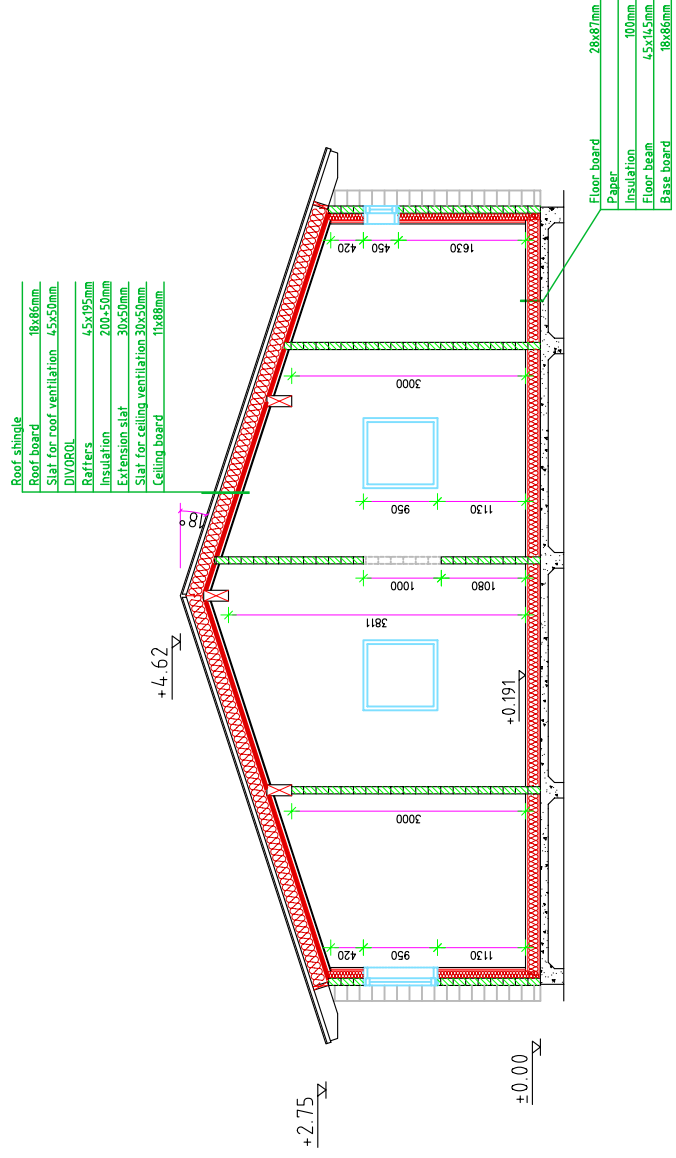 Roof shingle
Roof board 18x86mm
Slat for roof ventilation 45x50mm
DIVOROL
Rafters 45x195mm
Insulation 200+50mm
Extension slat 30x50mm
Slat for ceiling ventilation 30x50mm
Ceiling board 11x88mm
18°
+4.62
+2.75
±0.00
+0.191
420
950
1130
3000
3811
1000
1080
950
1130
3000
420
450
1630
Floor board 28x87mm
Paper
Insulation 100mm
Floor beam 45x145mm
Base board 18x86mm